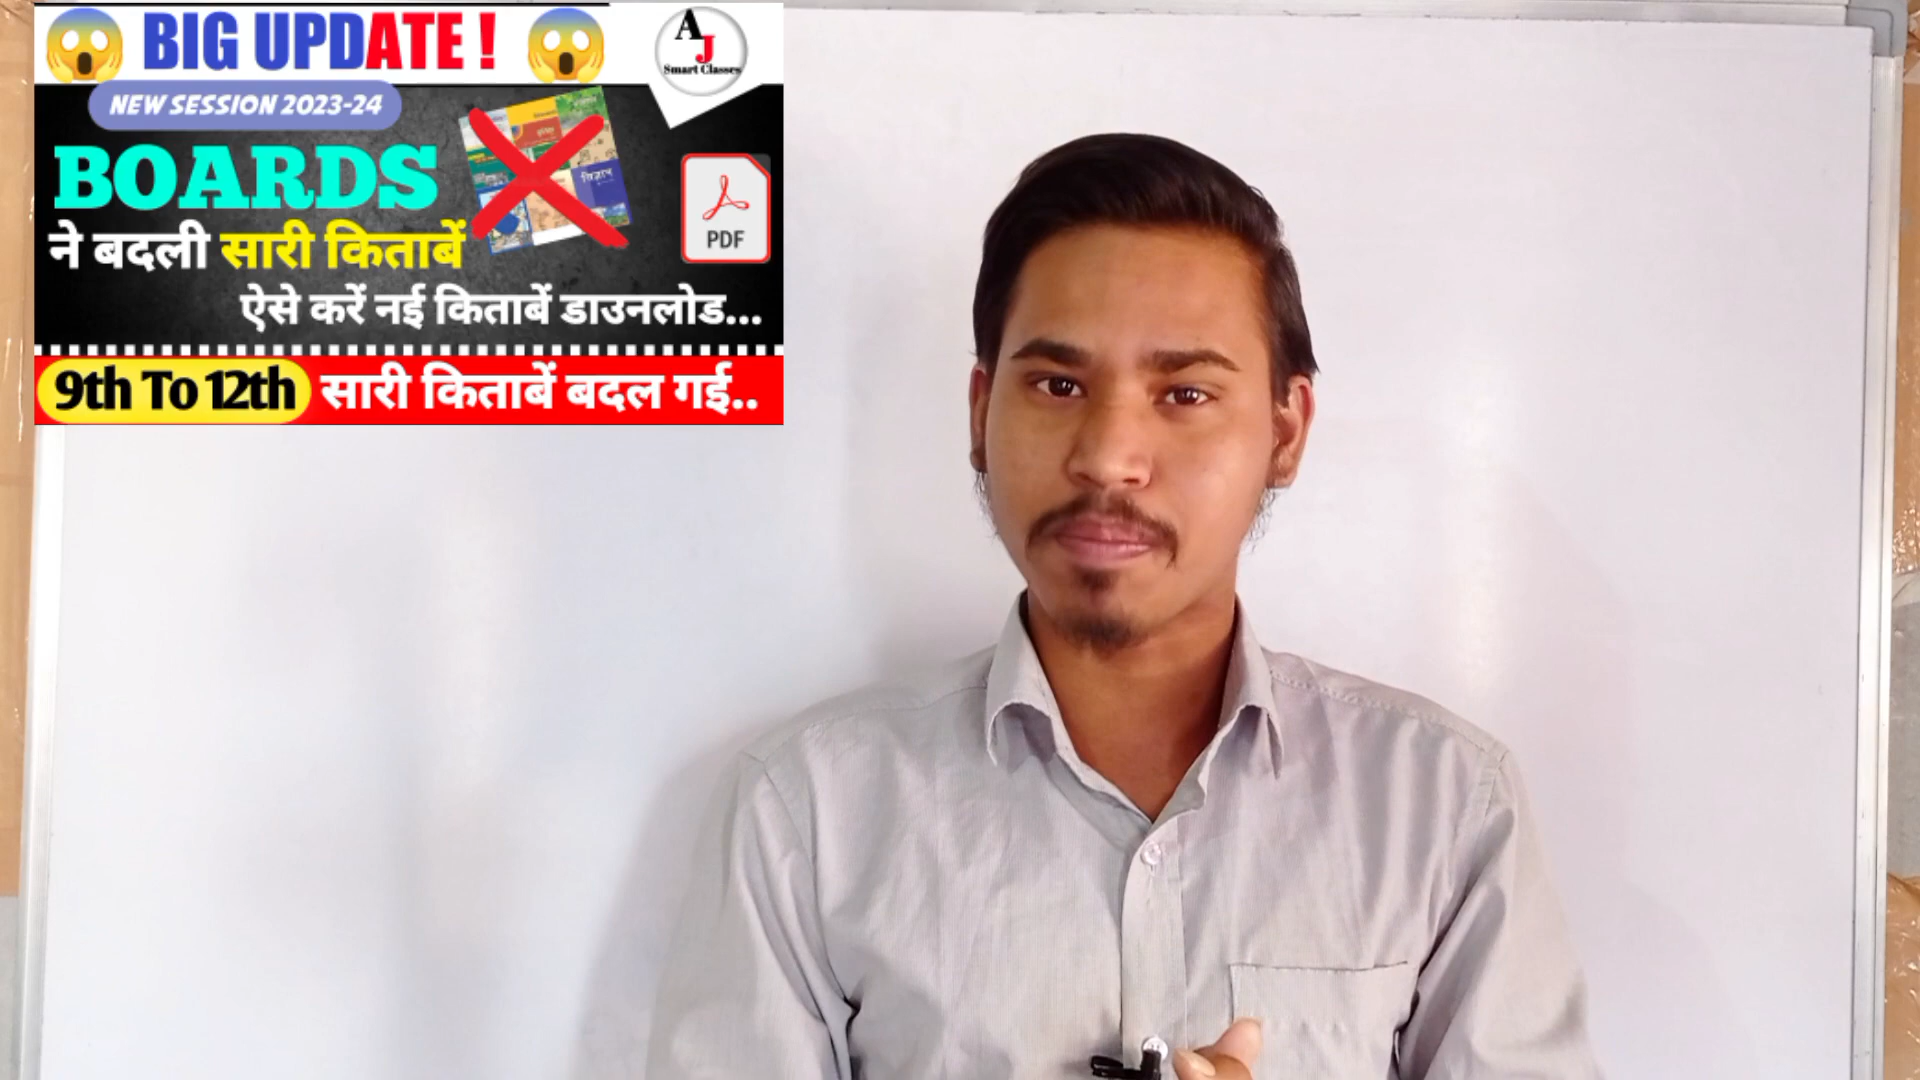 BIG UPDATE !
AJ
Smart Classes
NEW SESSION 2023-24
BOARDS
विज्ञान
ने बदली सारी किताबें
PDF
ऐसे करें नई किताबें डाउनलोड...
9th To 12th सारी किताबें बदल गई..